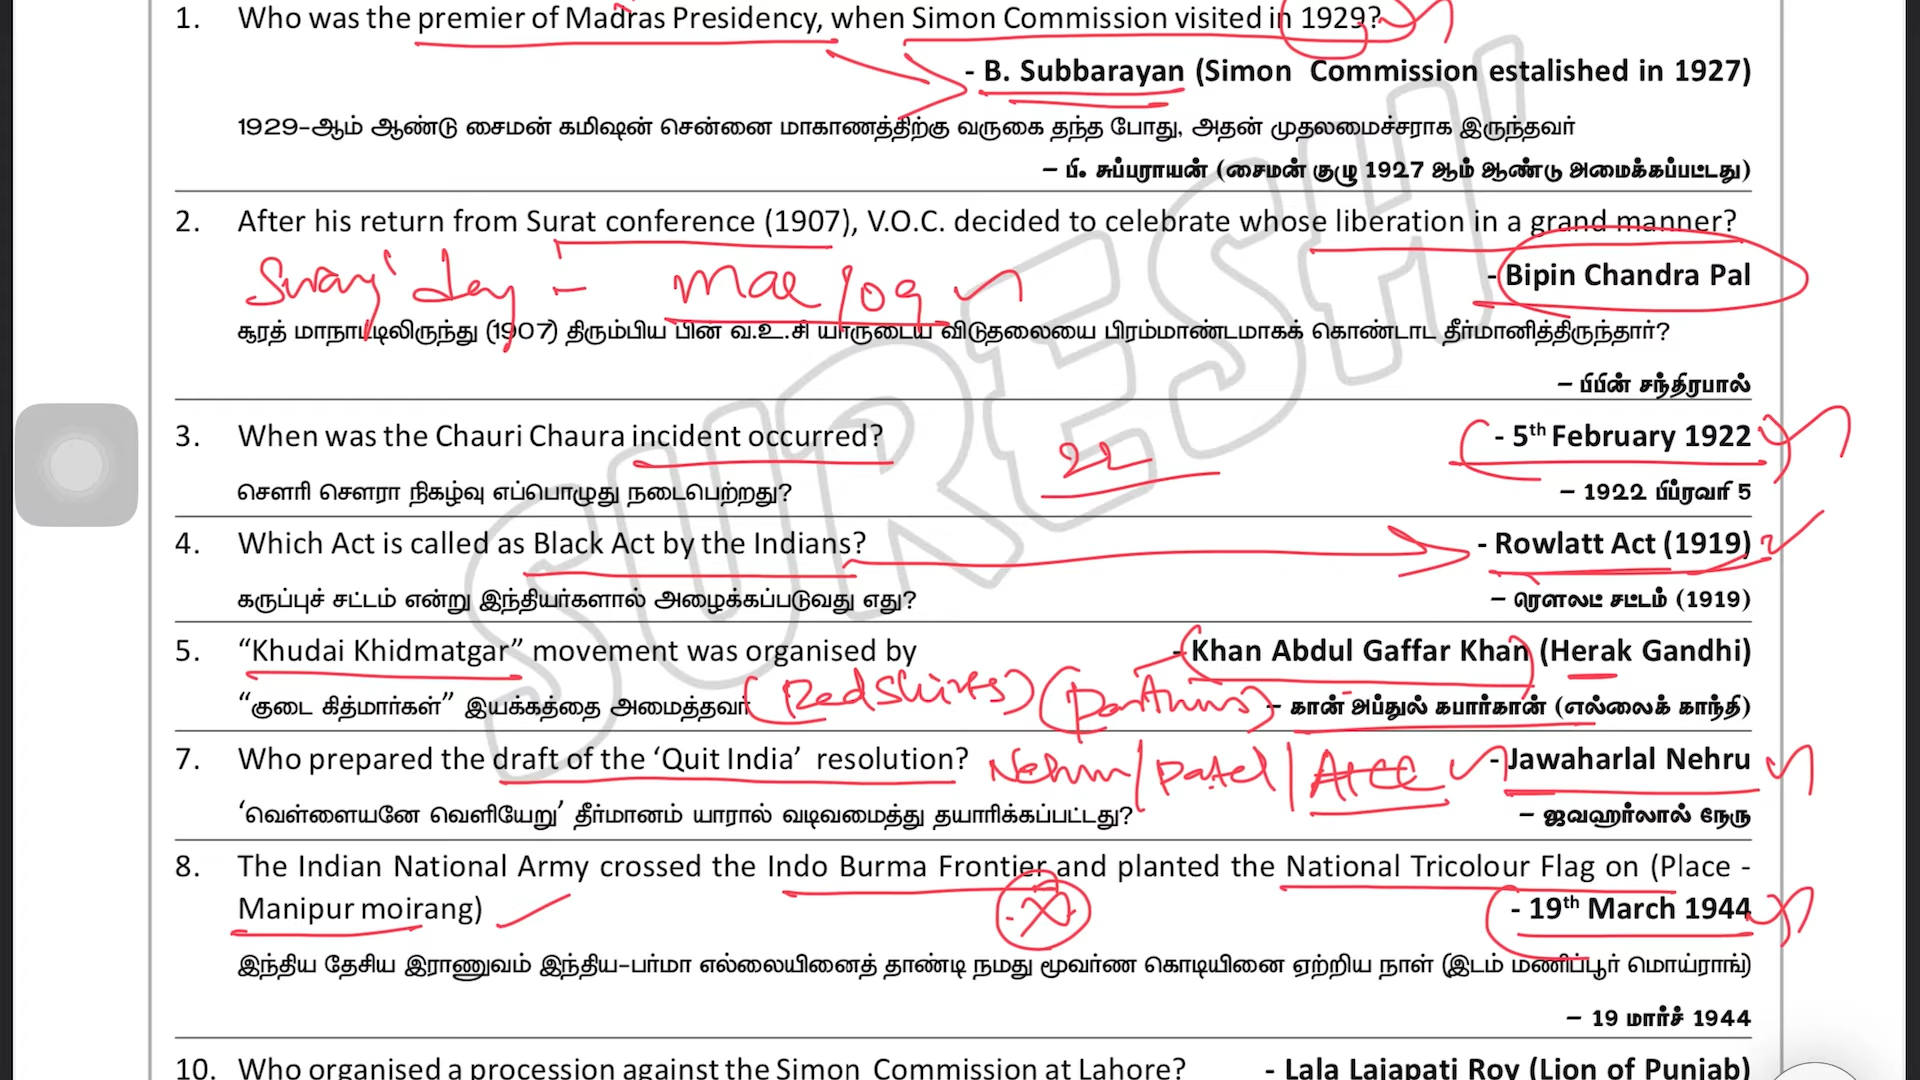 1. Who was the premier of Madras Presidency, when Simon Commission visited in 1929?
- B. Subbarayan (Simon Commission estalished in 1927)
1929-ஆம் ஆண்டு சைமன் கமிஷன் சென்னை மாகாணத்திற்கு வருகை தந்த போது, அதன் முதலமைச்சராக இருந்தவர்
– பி. சுப்பராயன் (சைமன் குழு 1927 ஆம் ஆண்டு அமைக்கப்பட்டது)
2. After his return from Surat conference (1907), V.O.C. decided to celebrate whose liberation in a grand manner?
- Bipin Chandra Pal
Swaraj day - Mar/09
சூரத் மாநாட்டிலிருந்து (1907) திரும்பிய பின் வ.உ.சி யாருடைய விடுதலையை பிரம்மாண்டமாகக் கொண்டாட தீர்மானித்திருந்தார்?
– பிபின் சந்திரபால்
3. When was the Chauri Chaura incident occurred? 22 - 5th February 1922
சௌரி சௌரா நிகழ்வு எப்பொழுது நடைபெற்றது? – 1922 பிப்ரவரி 5
4. Which Act is called as Black Act by the Indians? - Rowlatt Act (1919)
கருப்புச் சட்டம் என்று இந்தியர்களால் அழைக்கப்படுவது எது? – ரௌலட் சட்டம் (1919)
5. “Khudai Khidmatgar” movement was organised by - Khan Abdul Gaffar Khan (Herak Gandhi)
“குடை கித்மார்கள்” இயக்கத்தை அமைத்தவர் (Redshirts) – கான் அப்துல் கபார்கான் (எல்லைக் காந்தி)
7. Who prepared the draft of the ‘Quit India’ resolution? Nehru/Patel/AICC - Jawaharlal Nehru
‘வெள்ளையனே வெளியேறு’ தீர்மானம் யாரால் வடிவமைத்து தயாரிக்கப்பட்டது? – ஜவஹர்லால் நேரு
8. The Indian National Army crossed the Indo Burma Frontier and planted the National Tricolour Flag on (Place -
Manipur moirang) - 19th March 1944
இந்திய தேசிய இராணுவம் இந்திய-பர்மா எல்லையினைத் தாண்டி நமது மூவர்ண கொடியினை ஏற்றிய நாள் (இடம் மணிப்பூர் மொய்ராங்)
– 19 மார்ச் 1944
10. Who organised a procession against the Simon Commission at Lahore? - Lala Lajapati Roy (Lion of Punjab)
SURESH'